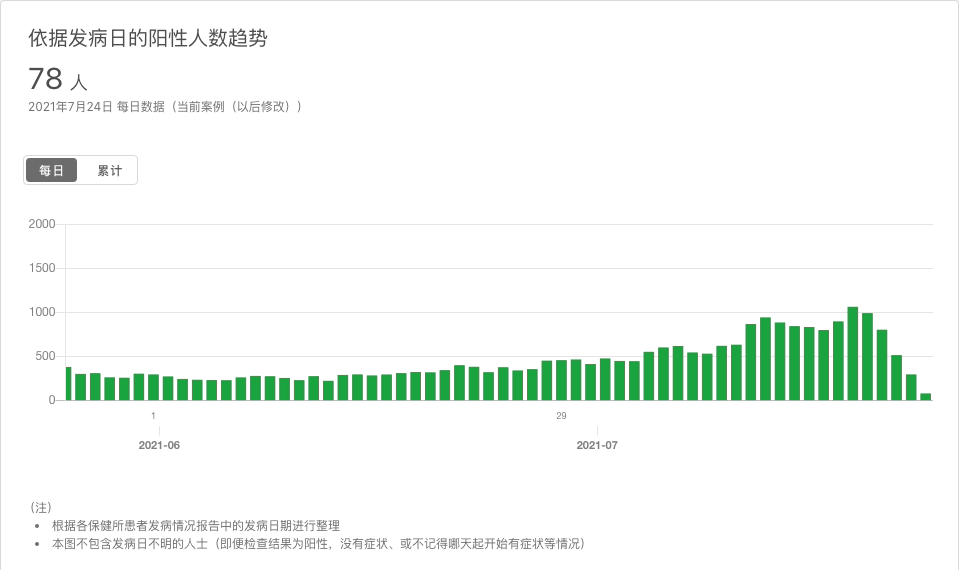 依据发病日的阳性人数趋势
78 人
2021年7月24日 每日数据（当前案例（以后修改））
每日 累计
2000
1500
1000
500
0
1 29
2021-06 2021-07
（注）
• 根据各保健所患者发病情况报告中的发病日期进行整理
• 本图不包含发病日不明的人士（即便检查结果为阳性，没有症状、或不记得哪天起开始有症状等情况）